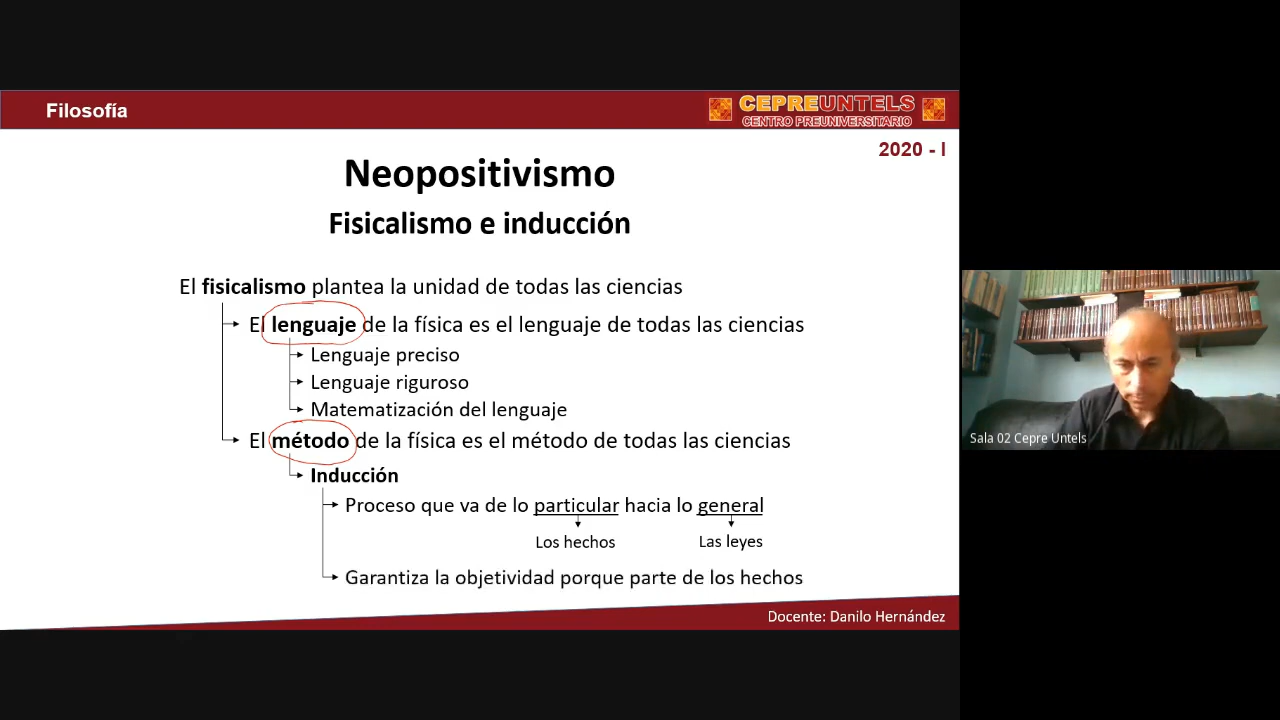 Filosofía
CEPREUNTELS
CENTRO PREUNIVERSITARIO
2020 - I
Neopositivismo
Fisicalismo e inducción
El fisicalismo plantea la unidad de todas las ciencias
El lenguaje de la física es el lenguaje de todas las ciencias
Lenguaje preciso
Lenguaje riguroso
Matematización del lenguaje
El método de la física es el método de todas las ciencias
Inducción
Proceso que va de lo particular hacia lo general
Los hechos
Las leyes
Garantiza la objetividad porque parte de los hechos
Docente: Danilo Hernández
Sala 02 Cepre Untels